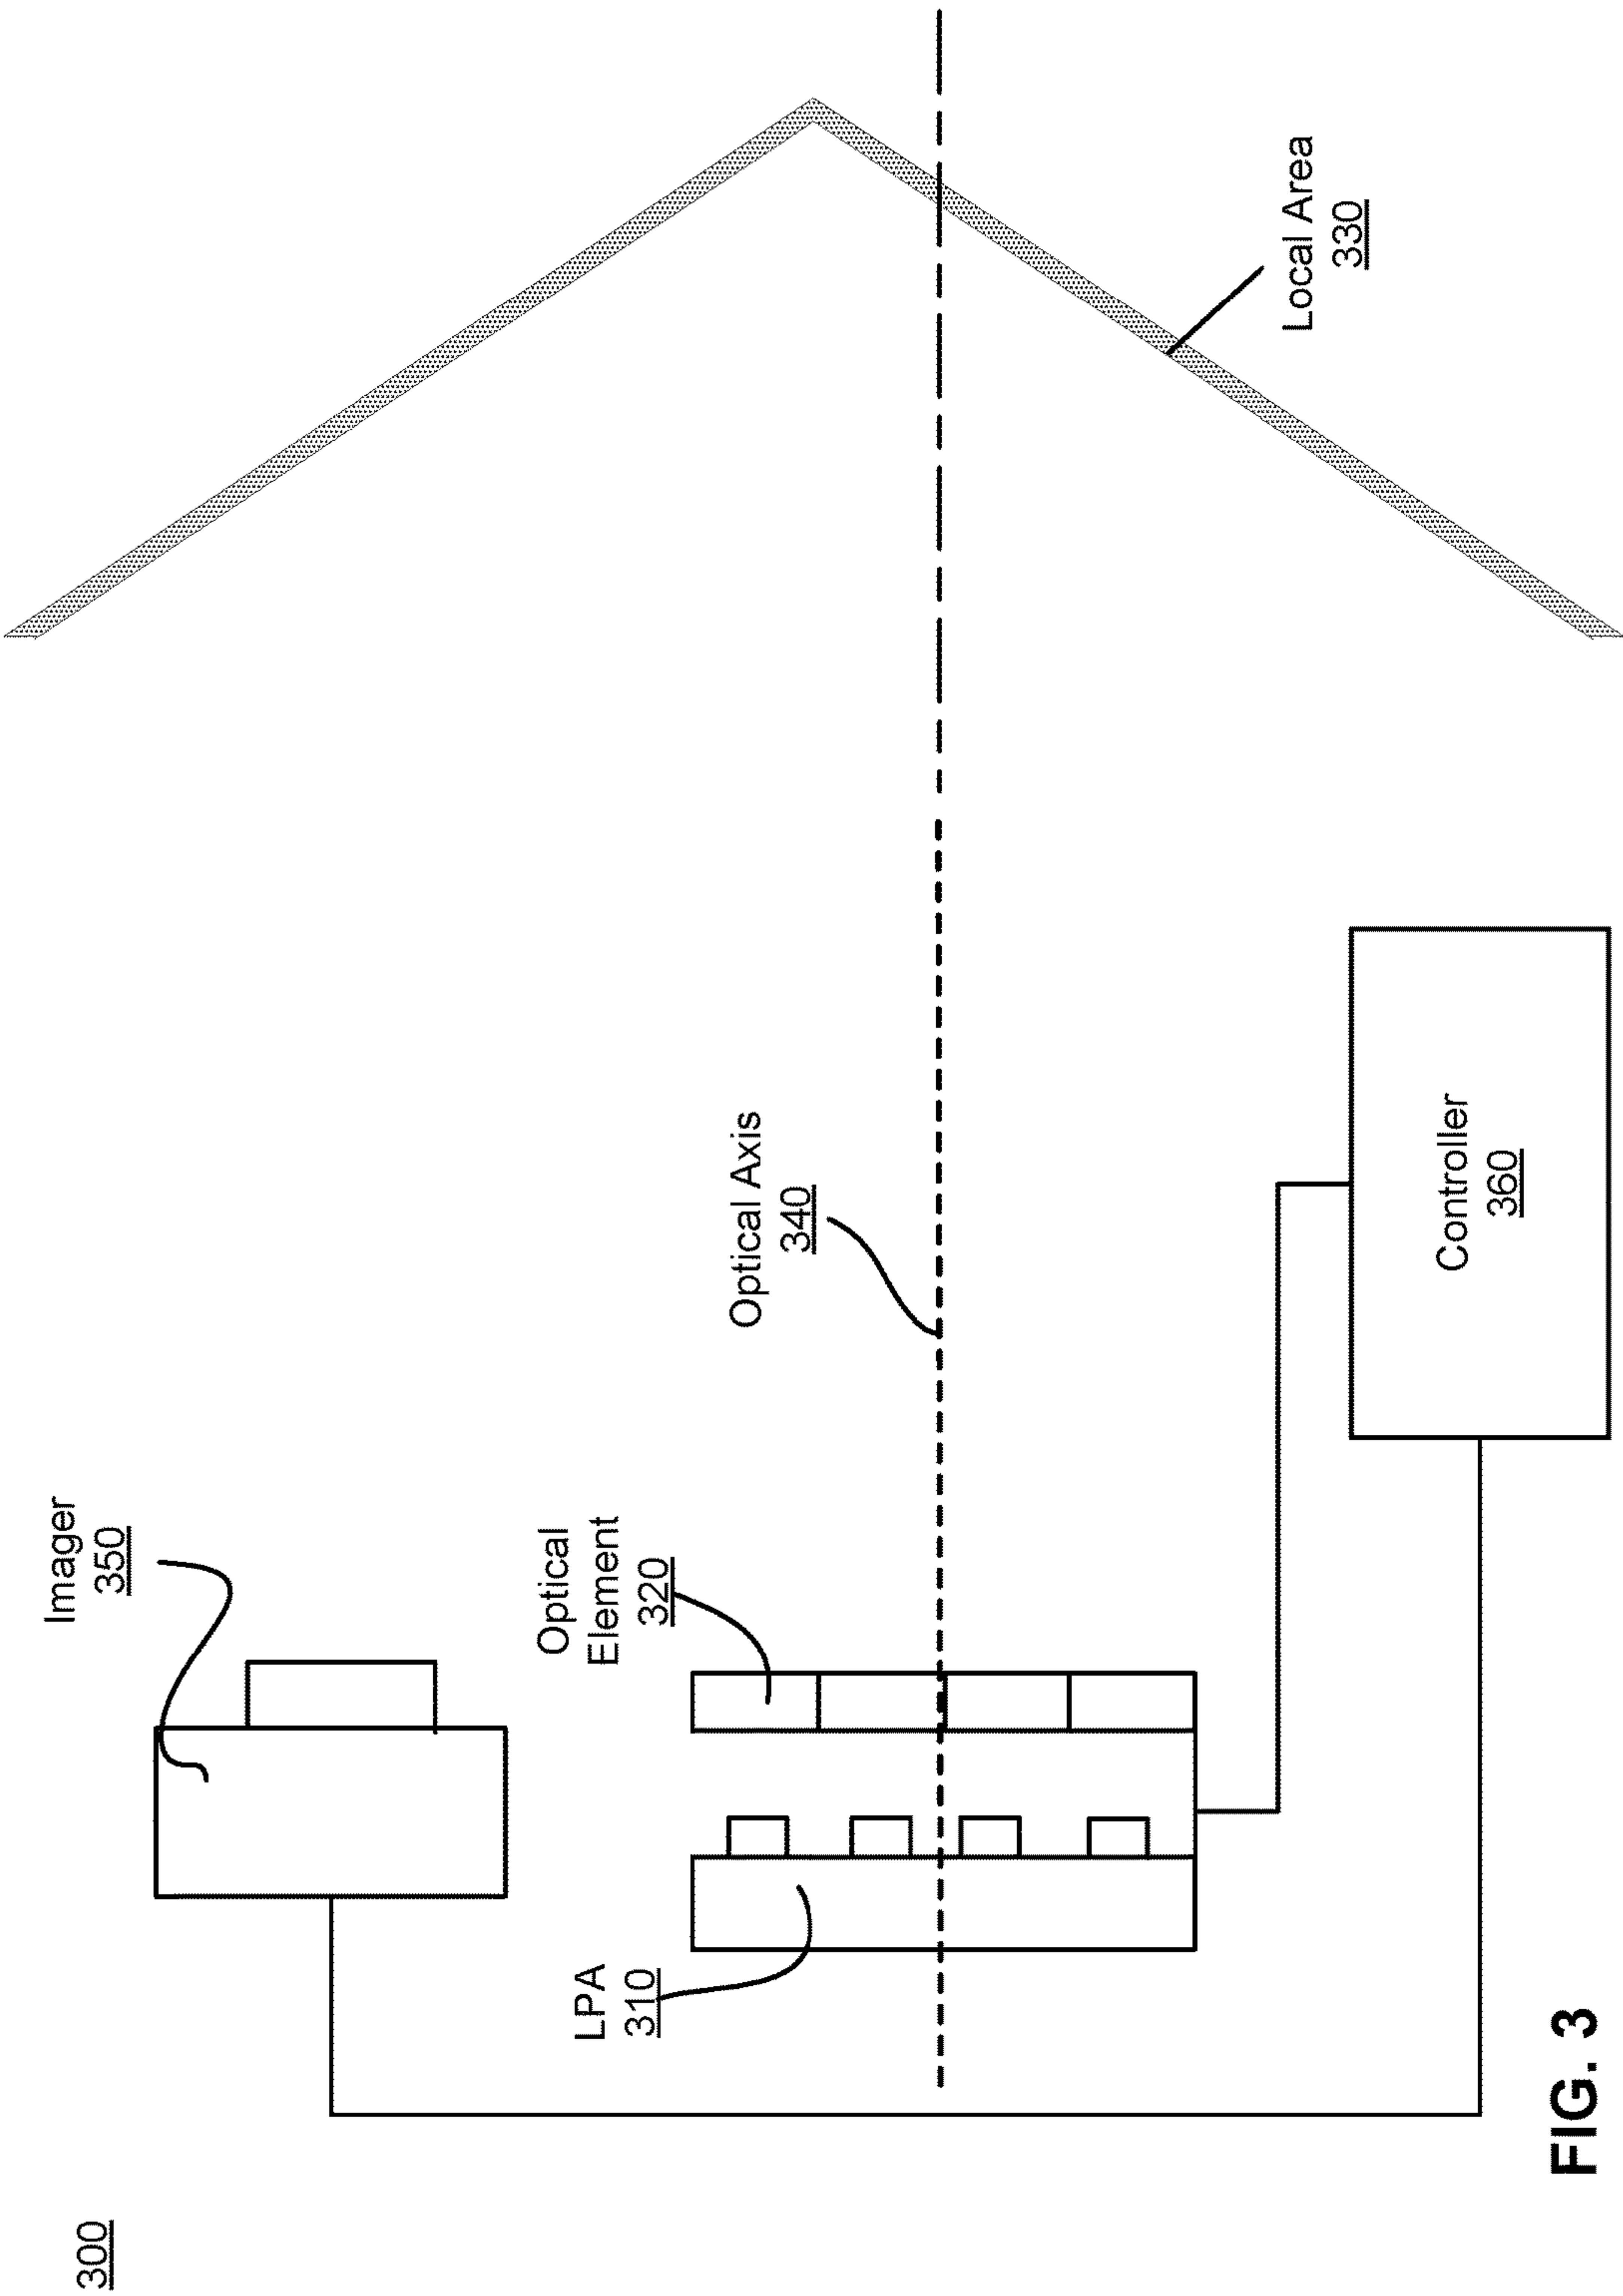 300
Imager
350
Optical
Element
320
LPA
310
Optical Axis
340
Local Area
330
Controller
360
FIG. 3